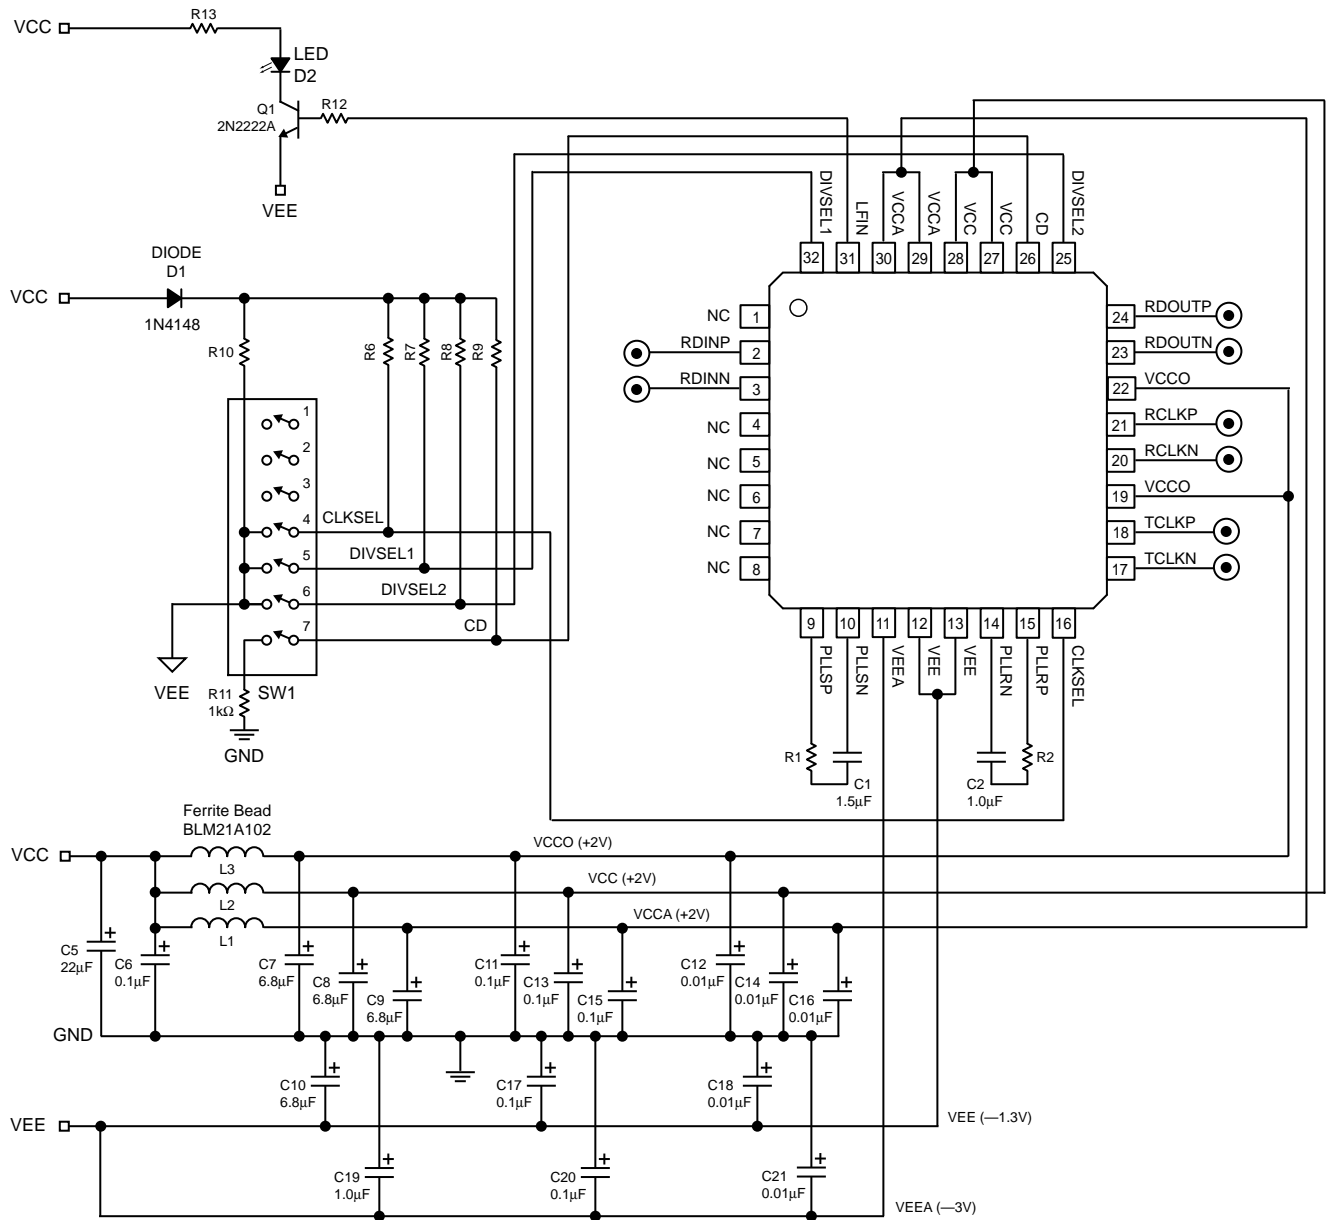 VCC
R13
LED
D2
Q1
2N2222A
R12
VEE
DIVSEL1
LFIN
VCCA
VCCA
VCC
VCC
CD
DIVSEL2
32
31
30
29
28
27
26
25
DIODE
D1
VCC
1N4148
R10
R6
R7
R8
R9
NC
1
RDINP
2
RDINN
3
NC
4
NC
5
NC
6
NC
7
NC
8
24
RDOUTP
23
RDOUTN
22
VCCO
21
RCLKP
20
RCLKN
19
VCCO
18
TCLKP
17
TCLKN
1
2
3
4
5
6
7
CLKSEL
DIVSEL1
DIVSEL2
CD
VEE
R11
1kΩ
SW1
GND
9
10
11
12
13
14
15
16
PLLSP
PLLSN
VEEA
VEE
VEE
PLLRN
PLLRP
CLKSEL
R1
C1
1.5µF
C2
1.0µF
R2
Ferrite Bead
BLM21A102
VCC
L3
VCCO (+2V)
L2
VCC (+2V)
L1
VCCA (+2V)
C5
22µF
+
C6
0.1µF
+
C7
6.8µF
+
C8
6.8µF
+
C9
6.8µF
+
C11
0.1µF
+
C13
0.1µF
+
C15
0.1µF
+
C12
0.01µF
+
C14
0.01µF
+
C16
0.01µF
+
GND
C10
6.8µF
+
C17
0.1µF
+
C18
0.01µF
+
VEE
VEE (—1.3V)
C19
1.0µF
+
C20
0.1µF
+
C21
0.01µF
+
VEEA (—3V)